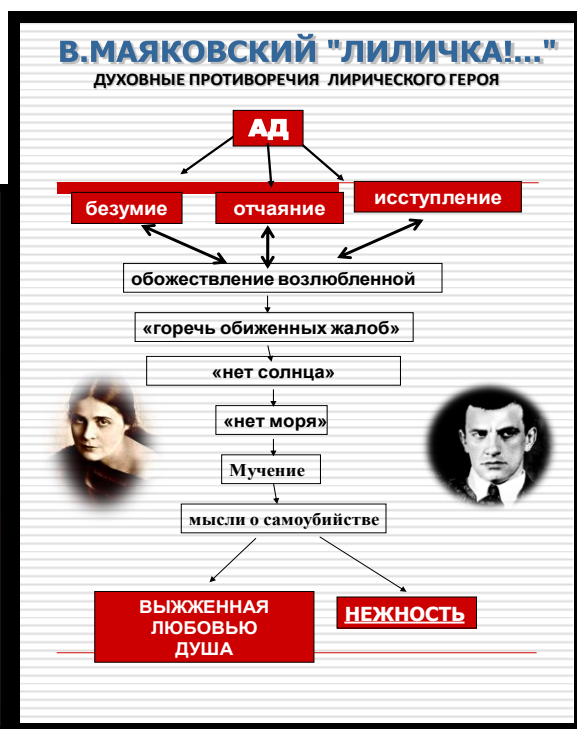 В.МАЯКОВСКИЙ "ЛИЛИЧКА!..."
ДУХОВНЫЕ ПРОТИВОРЕЧИЯ ЛИРИЧЕСКОГО ГЕРОЯ
АД
безумие
отчаяние
исступление
обожествление возлюбленной
«горечь обиженных жалоб»
«нет солнца»
«нет моря»
Мучение
мысли о самоубийстве
ВЫЖЖЕННАЯ
ЛЮБОВЬЮ
ДУША
НЕЖНОСТЬ